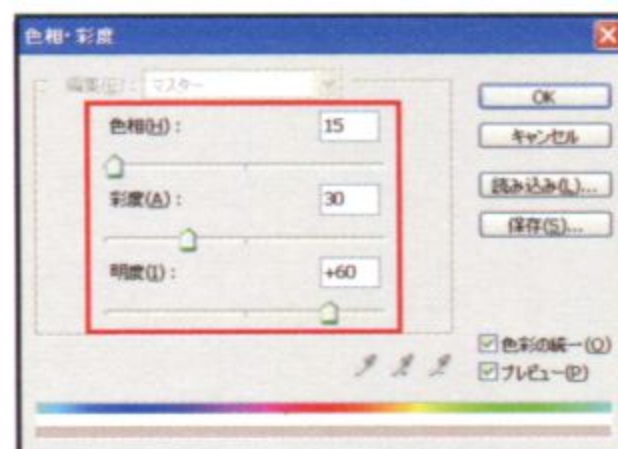 色相・彩度
編集(E): マスター
OK
色相(H): 15
キャンセル
彩度(A): 30
読み込み(L)...
保存(S)...
明度(I): +60
色彩の統一(O)
プレビュー(P)